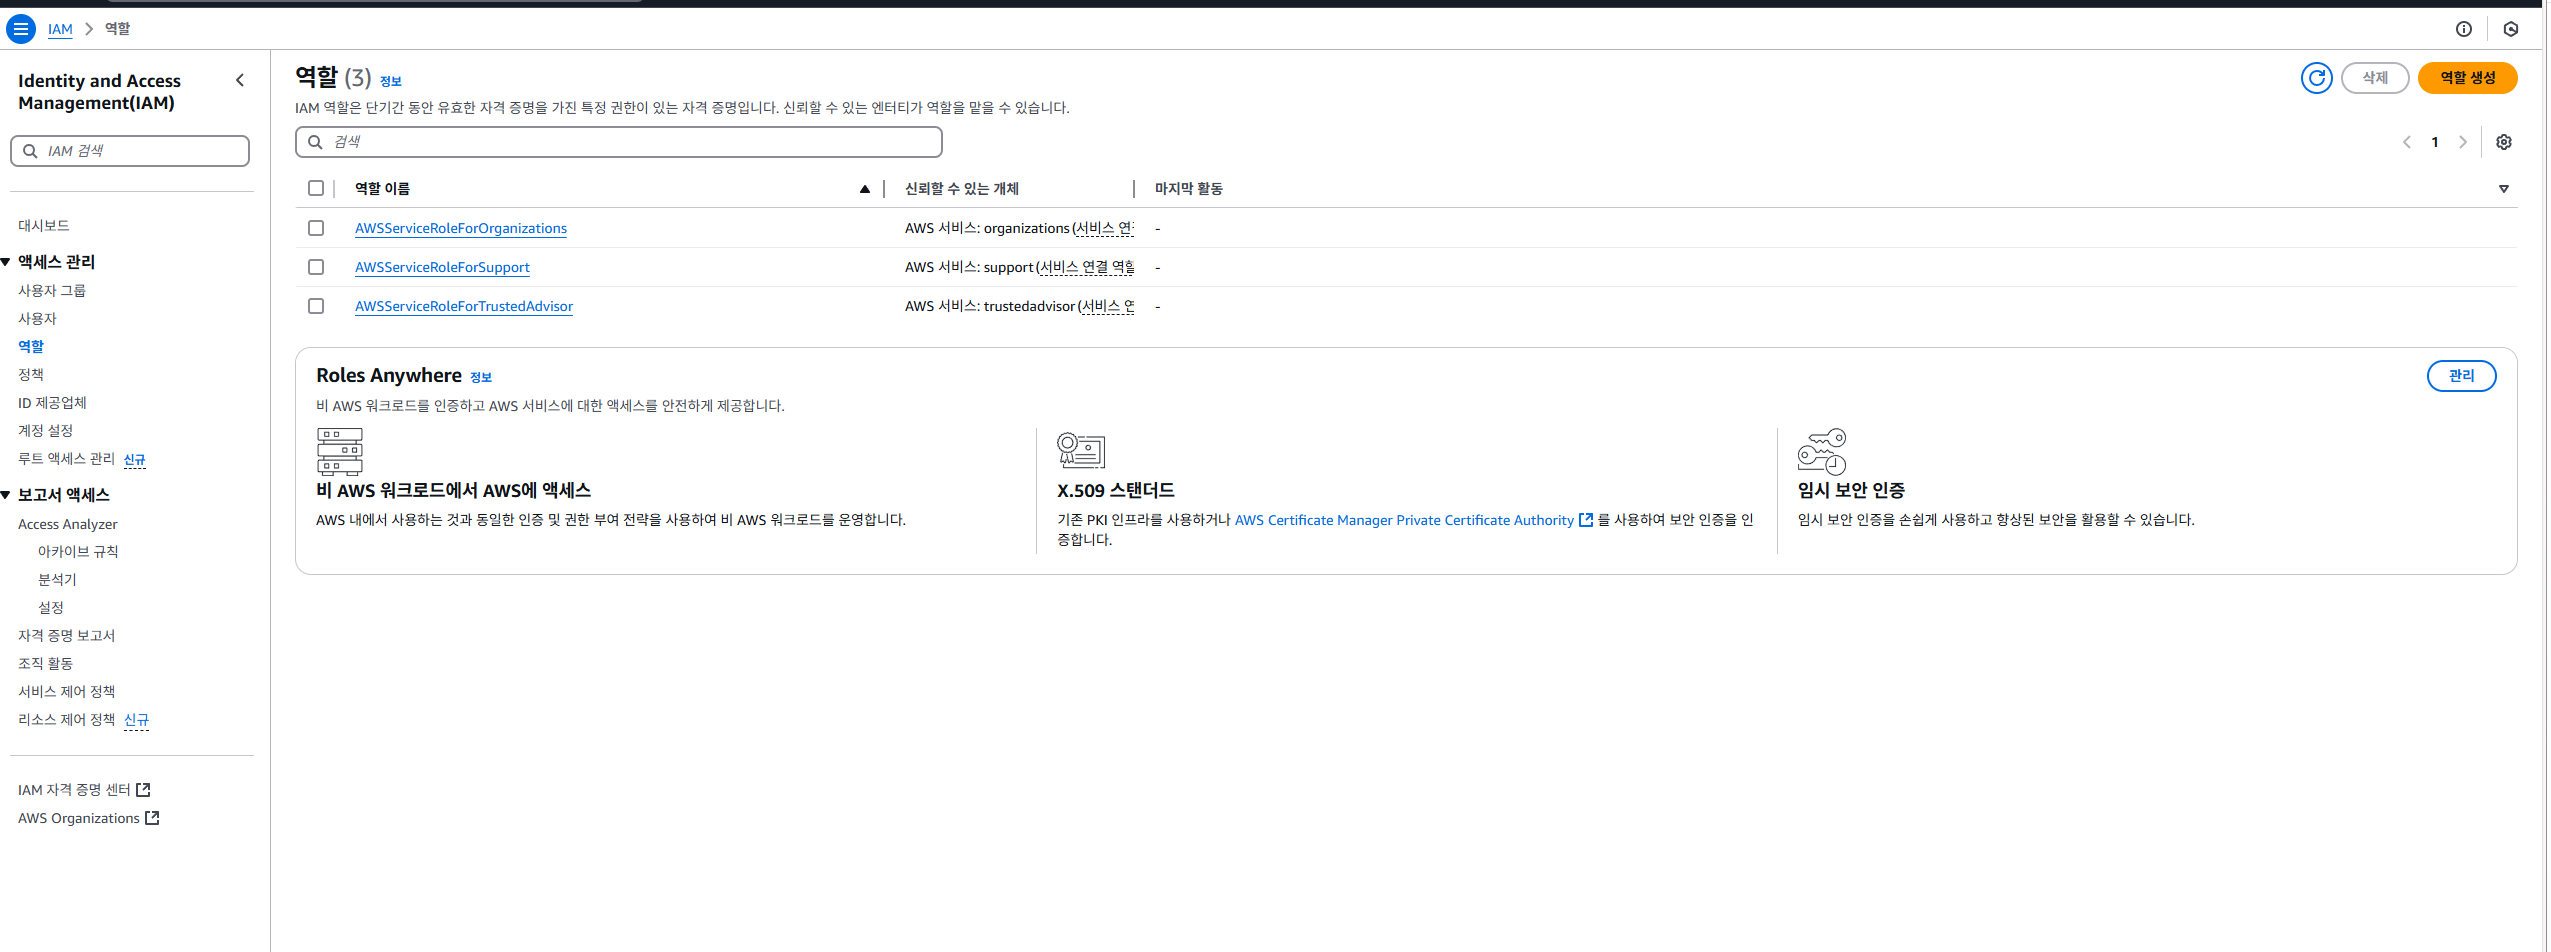 IAM
역할
Identity and Access
Management(IAM)
IAM 검색
대시보드
액세스 관리
사용자 그룹
사용자
역할
정책
ID 제공업체
계정 설정
루트 액세스 관리 신규
보고서 액세스
Access Analyzer
아카이브 규칙
분석기
설정
자격 증명 보고서
조직 활동
서비스 제어 정책
리소스 제어 정책 신규
IAM 자격 증명 센터
AWS Organizations
역할 (3) 정보
삭제
역할 생성
IAM 역할은 단기간 동안 유효한 자격 증명을 가진 특정 권한이 있는 자격 증명입니다. 신뢰할 수 있는 엔터티가 역할을 맡을 수 있습니다.
검색
1
역할 이름 신뢰할 수 있는 개체 마지막 활동
AWSServiceRoleForOrganizations AWS 서비스: organizations (서비스 -
AWSServiceRoleForSupport AWS 서비스: support (서비스 연결 역할 -
AWSServiceRoleForTrustedAdvisor AWS 서비스: trustedadvisor (서비스 -
Roles Anywhere 정보
관리
비 AWS 워크로드를 인증하고 AWS 서비스에 대한 액세스를 안전하게 제공합니다.
비 AWS 워크로드에서 AWS에 액세스
AWS 내에서 사용하는 것과 동일한 인증 및 권한 부여 전략을 사용하여 비 AWS 워크로드를 운영합니다.
X.509 스탠더드
기존 PKI 인프라를 사용하거나 AWS Certificate Manager Private Certificate Authority 를 사용하여 보안 인증을 인
증합니다.
임시 보안 인증
임시 보안 인증을 손쉽게 사용하고 향상된 보안을 활용할 수 있습니다.